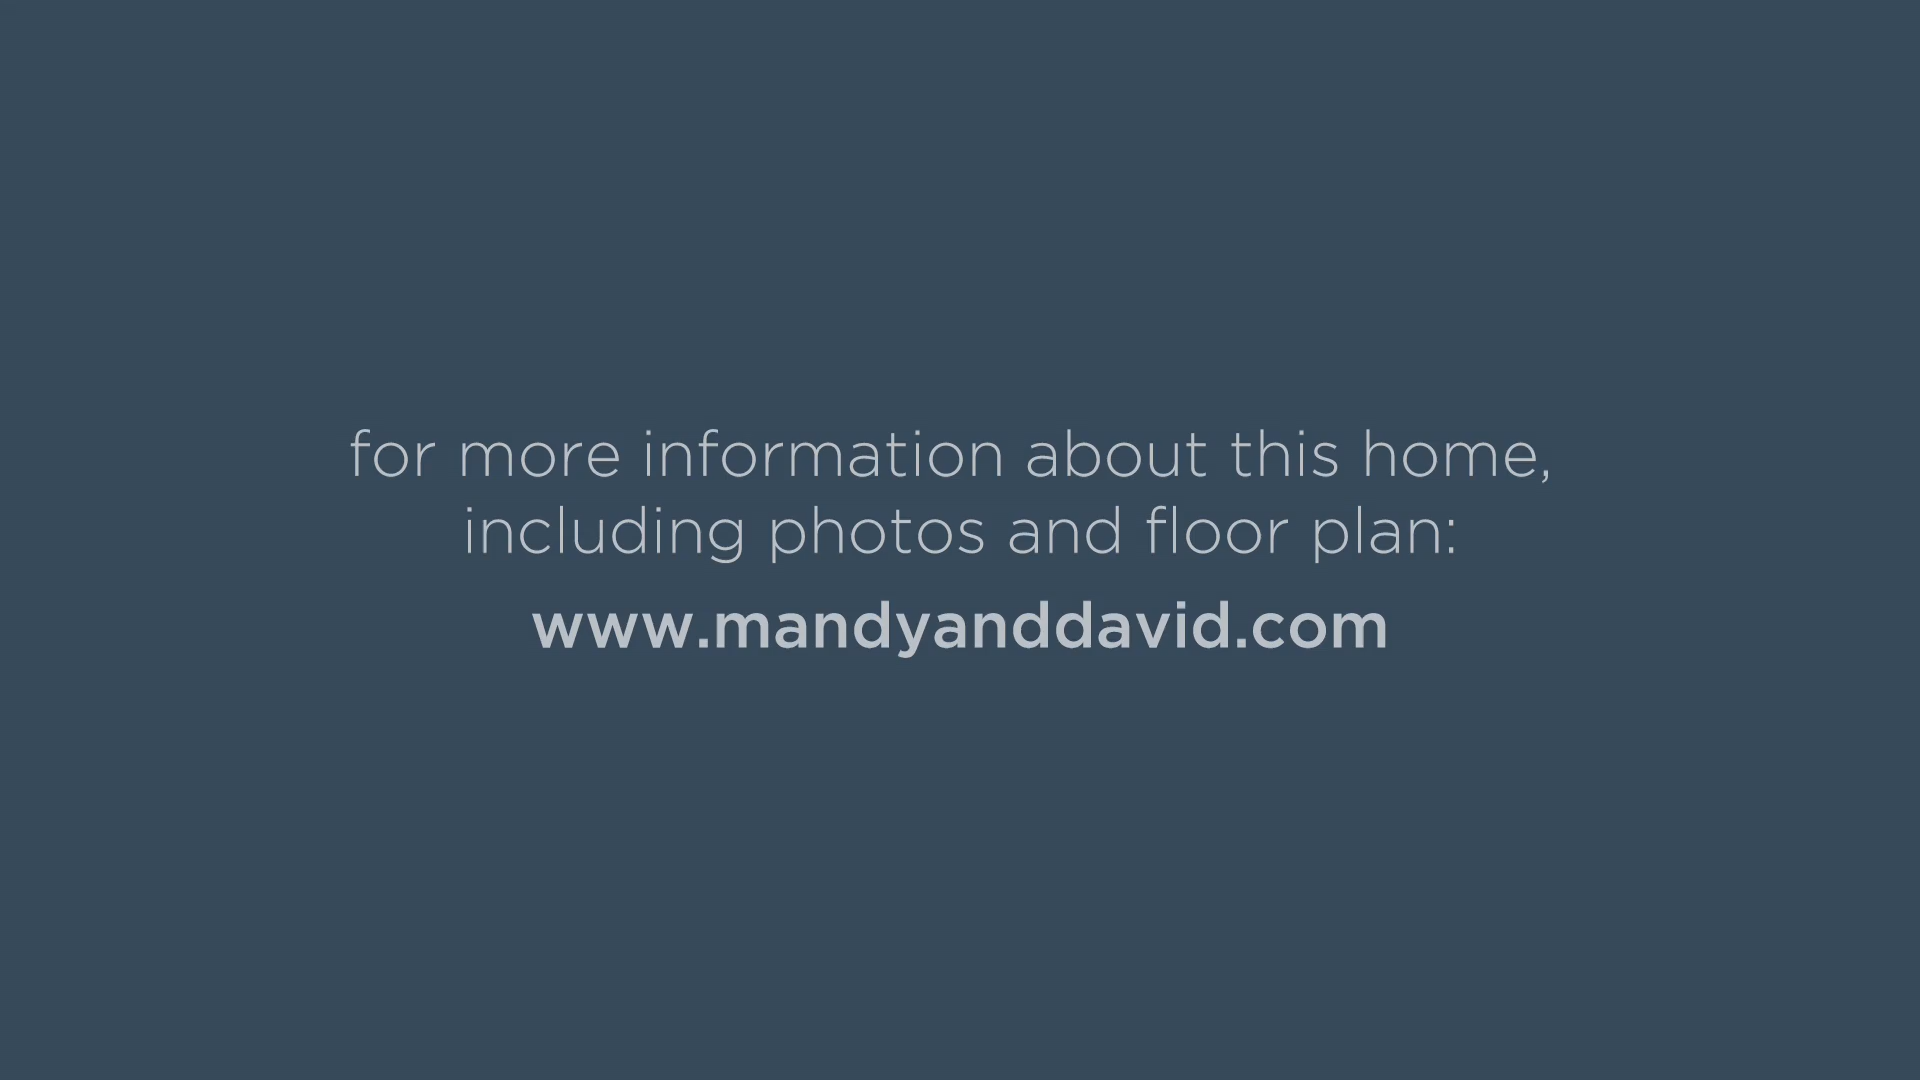 for more information about this home,
including photos and floor plan:
www.mandyanddavid.com